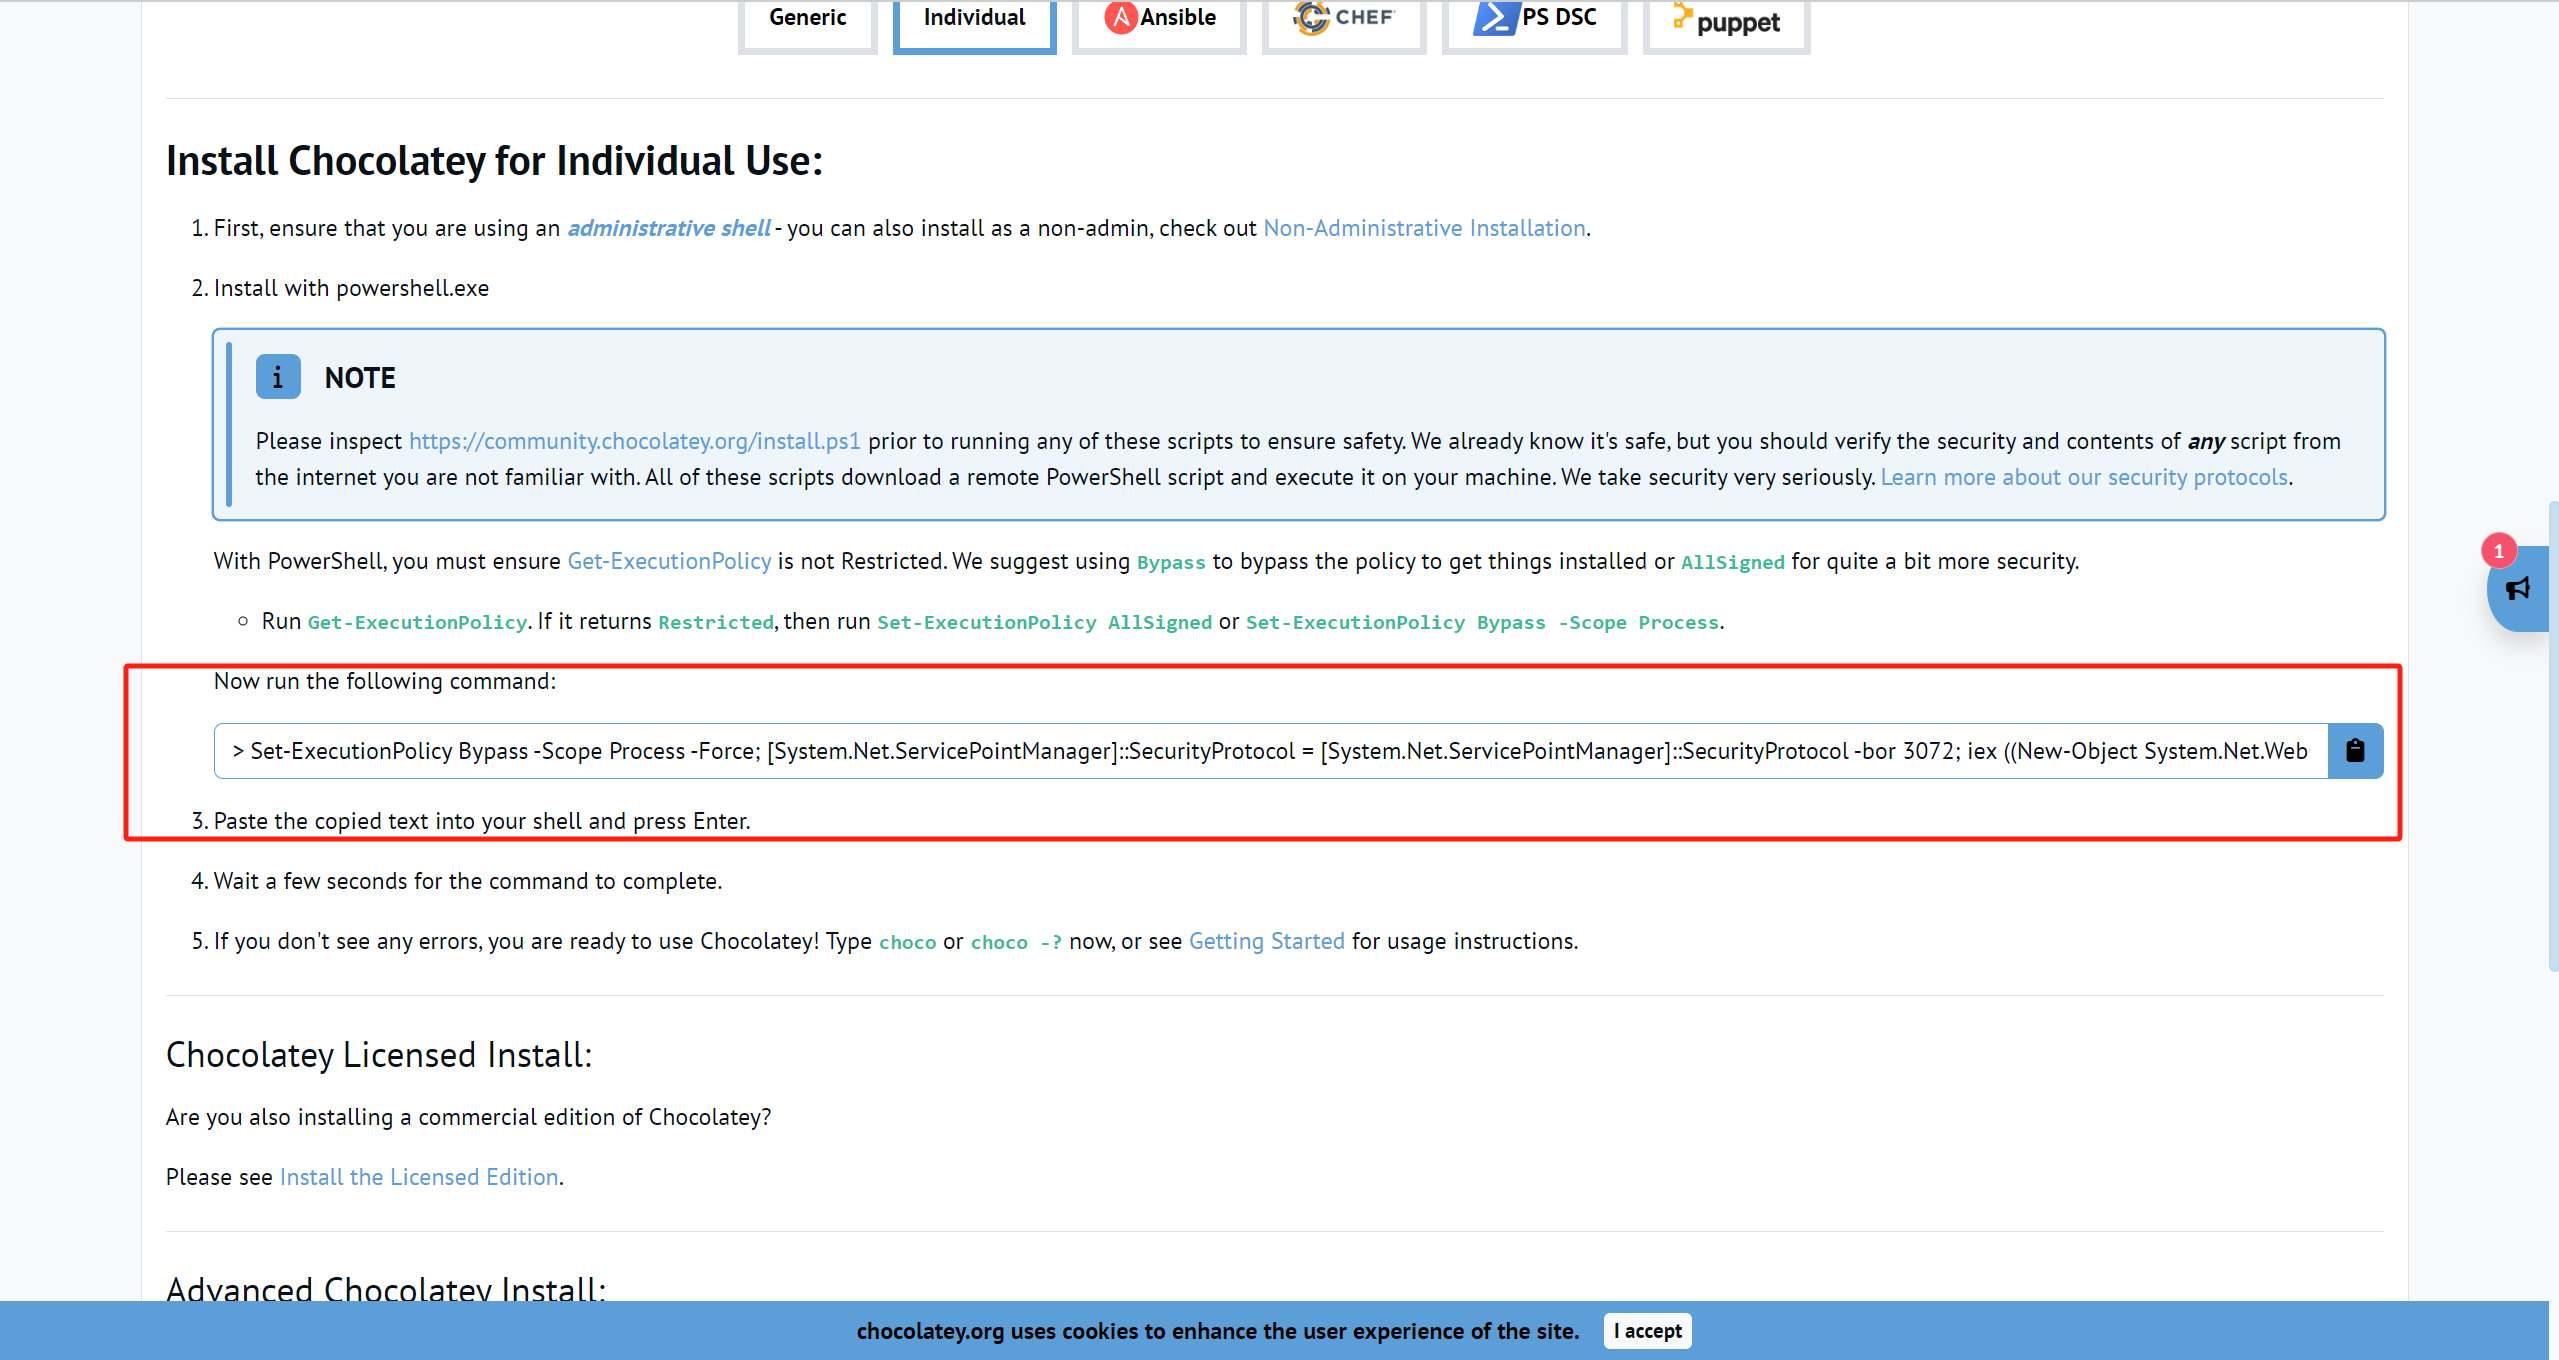 Generic
Individual
Ansible
CHEF
PS DSC
puppet
Install Chocolatey for Individual Use:
1. First, ensure that you are using an administrative shell - you can also install as a non-admin, check out Non-Administrative Installation.
2. Install with powershell.exe
NOTE
Please inspect https://community.chocolatey.org/install.ps1 prior to running any of these scripts to ensure safety. We already know it's safe, but you should verify the security and contents of any script from
the internet you are not familiar with. All of these scripts download a remote PowerShell script and execute it on your machine. We take security very seriously. Learn more about our security protocols.
With PowerShell, you must ensure Get-ExecutionPolicy is not Restricted. We suggest using Bypass to bypass the policy to get things installed or AllSigned for quite a bit more security.
Run Get-ExecutionPolicy. If it returns Restricted, then run Set-ExecutionPolicy AllSigned or Set-ExecutionPolicy Bypass -Scope Process.
1
Now run the following command:
> Set-ExecutionPolicy Bypass -Scope Process -Force; [System.Net.ServicePointManager]::SecurityProtocol = [System.Net.ServicePointManager]::SecurityProtocol -bor 3072; iex ((New-Object System.Net.Web
3. Paste the copied text into your shell and press Enter.
4. Wait a few seconds for the command to complete.
5. If you don't see any errors, you are ready to use Chocolatey! Type choco or choco -? now, or see Getting Started for usage instructions.
Chocolatey Licensed Install:
Are you also installing a commercial edition of Chocolatey?
Please see Install the Licensed Edition.
Advanced Chocolatey Install:
chocolatey.org uses cookies to enhance the user experience of the site.
I accept